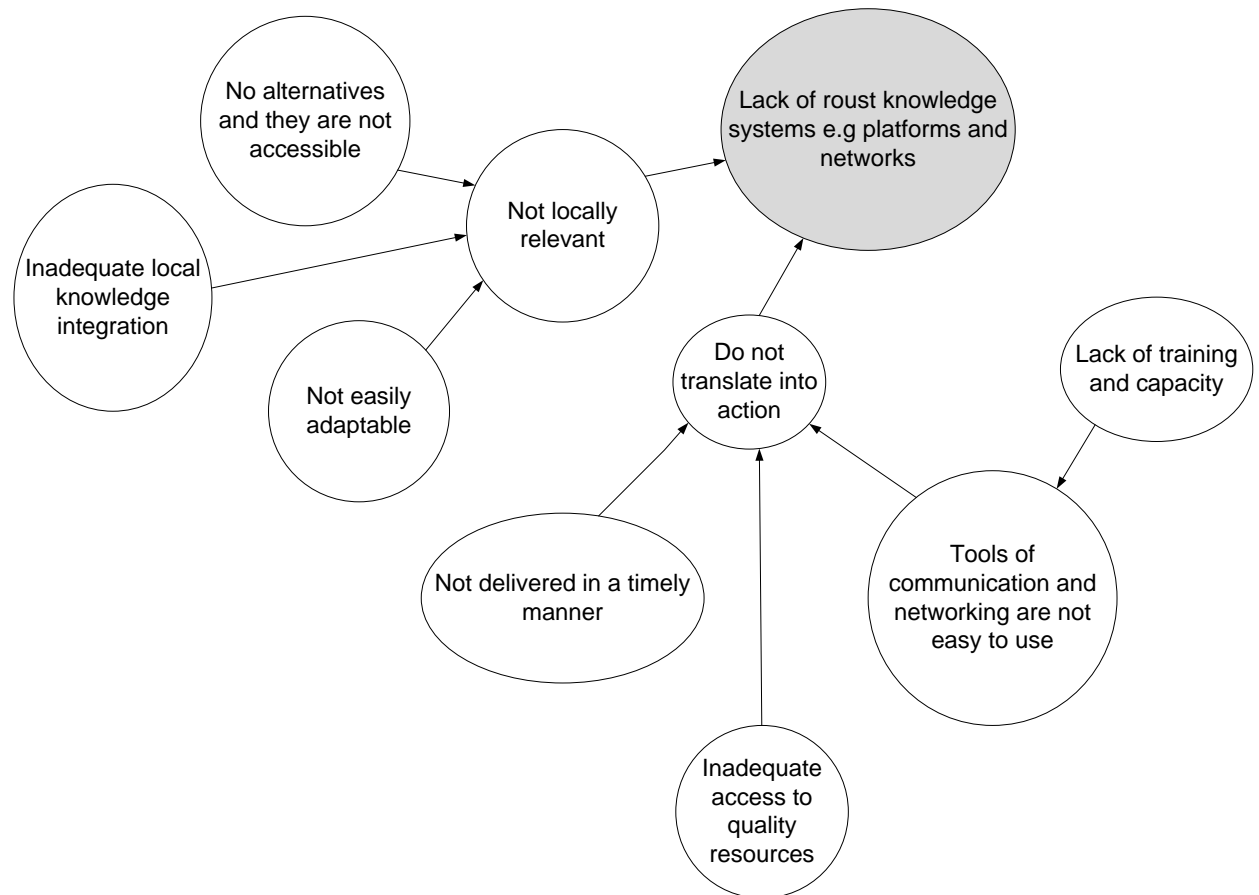 No alternatives
and they are not
accessible
Lack of roust knowledge
systems e.g platforms and
networks
Not locally
relevant
Inadequate local
knowledge
integration
Not easily
adaptable
Do not
translate into
action
Lack of training
and capacity
Not delivered in a timely
manner
Tools of
communication and
networking are not
easy to use
Inadequate
access to
quality
resources